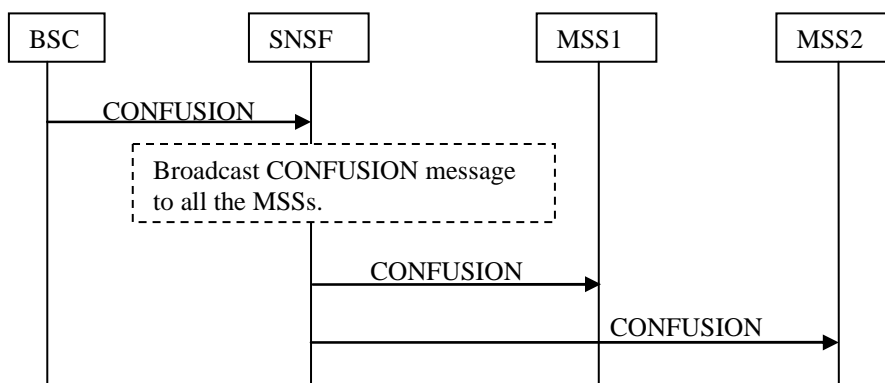 BSC
SNSF
MSS1
MSS2
CONFUSION
Broadcast CONFUSION message
to all the MSSs.
CONFUSION
CONFUSION